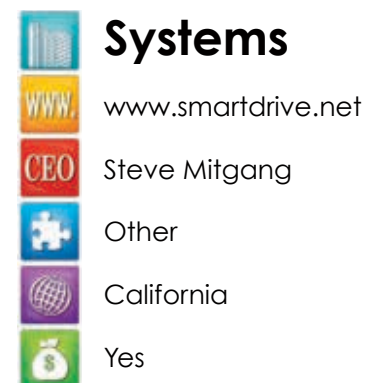 Systems
WWW.
www.smartdrive.net
CEO
Steve Mitgang
Other
California
$
Yes